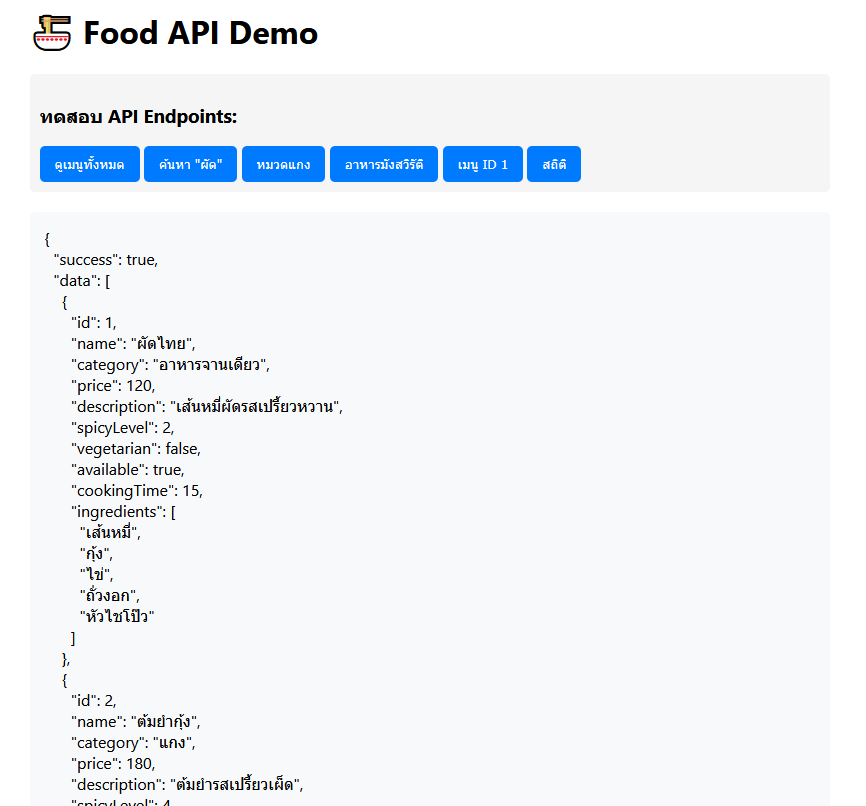 Food API Demo
ทดสอบ API Endpoints:
ดูเมนูทั้งหมด ค้นหา "ผัด" หมวดแกง อาหารมังสวิรัติ เมนู ID 1 สถิติ
{
"success": true,
"data": [
{
"id": 1,
"name": "ผัดไทย",
"category": "อาหารจานเดียว",
"price": 120,
"description": "เส้นหมี่ผัดรสเปรี้ยวหวาน",
"spicyLevel": 2,
"vegetarian": false,
"available": true,
"cookingTime": 15,
"ingredients": [
"เส้นหมี่",
"กุ้ง",
"ไข่",
"ถั่วงอก",
"หัวไชโป๊ว"
]
},
{
"id": 2,
"name": "ต้มยำกุ้ง",
"category": "แกง",
"price": 180,
"description": "ต้มยำรสเปรี้ยวเผ็ด",
"spicyLevel": 4,